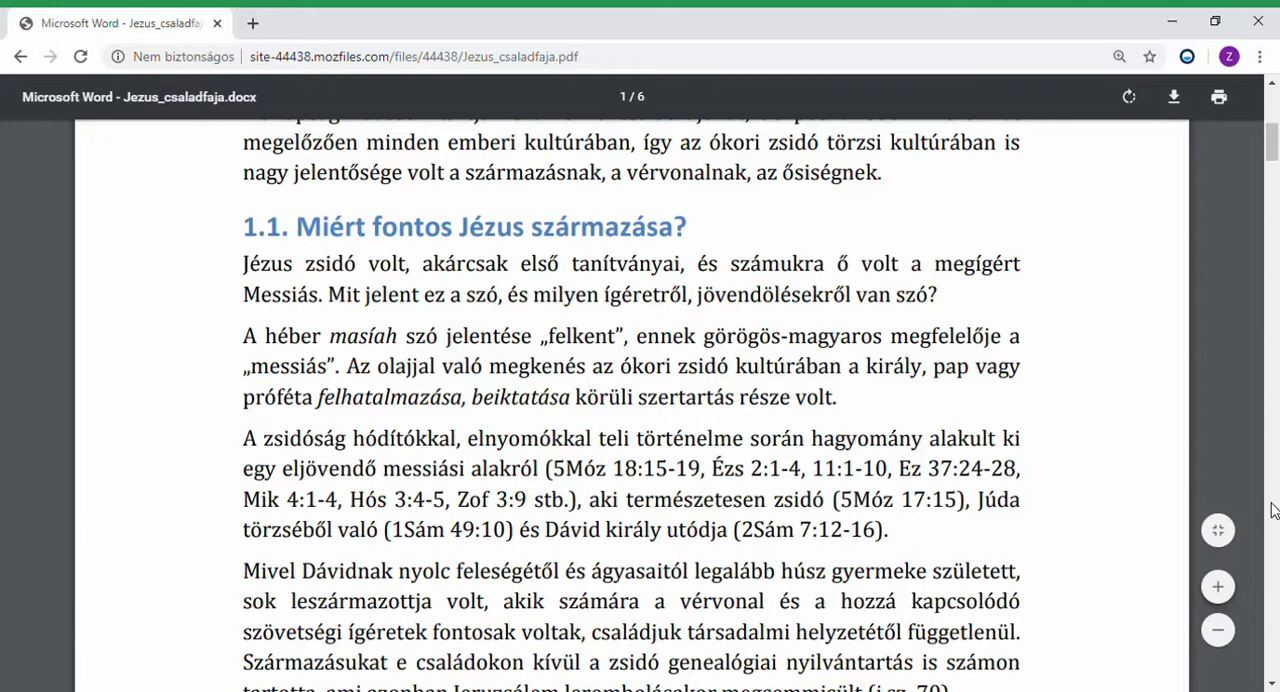 Microsoft Word - Jezus_csaladfa
Nem biztonságos
site-44438.mozfiles.com/files/44438/Jezus_csaladfaja.pdf
Z
Microsoft Word - Jezus_csaladfaja.docx
1 / 6
megelőzően minden emberi kultúrában, így az ókori zsidó törzsi kultúrában is
nagy jelentősége volt a származásnak, a vérvonalnak, az ősiségnek.
1.1. Miért fontos Jézus származása?
Jézus zsidó volt, akárcsak első tanítványai, és számukra ő volt a megígért
Messiás. Mit jelent ez a szó, és milyen ígéretről, jövendölésekről van szó?
A héber masíah szó jelentése „felkent”, ennek görögös-magyaros megfelelője a
„messiás”. Az olajjal való megkenés az ókori zsidó kultúrában a király, pap vagy
próféta felhatalmazása, beiktatása körüli szertartás része volt.
A zsidóság hódítókkal, elnyomókkal teli történelme során hagyomány alakult ki
egy eljövendő messiási alakról (5Móz 18:15-19, Ézs 2:1-4, 11:1-10, Ez 37:24-28,
Mik 4:1-4, Hós 3:4-5, Zof 3:9 stb.), aki természetesen zsidó (5Móz 17:15), Júda
törzséből való (1Sám 49:10) és Dávid király utódja (2Sám 7:12-16).
Mivel Dávidnak nyolc feleségétől és ágyasaitól legalább húsz gyermeke született,
sok leszármazottja volt, akik számára a vérvonal és a hozzá kapcsolódó
szövetségi ígéretek fontosak voltak, családjuk társadalmi helyzetétől függetlenül.
Származásukat e családokon kívül a zsidó genealógiai nyilvántartás is számon
tartotta, ami azonban Jeruzsálem lerombolásakor megsemmisült (i.sz. 70).